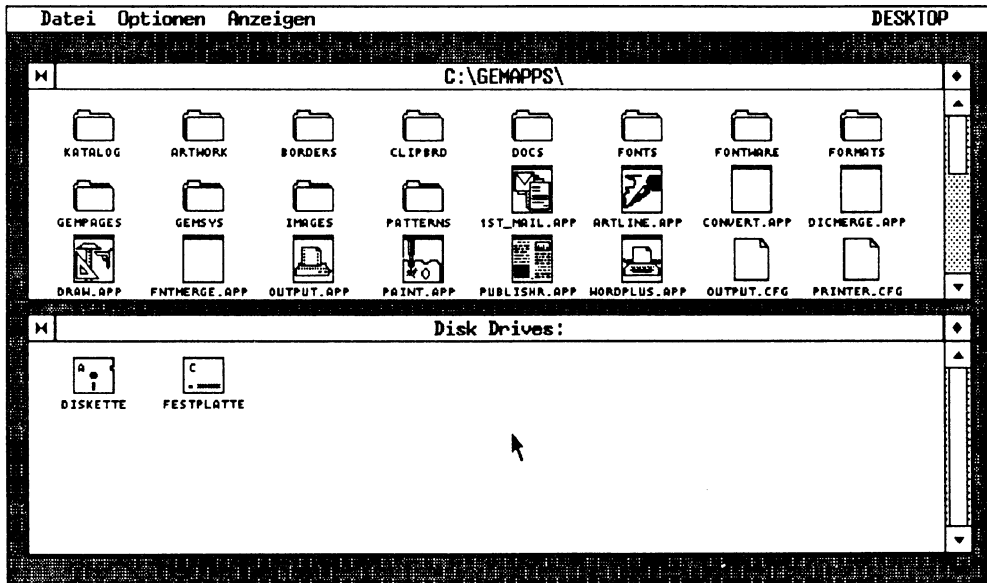 Datei Optionen Anzeigen DESKTOP
C:\GEMAPPS\
KATALOG ARTWORK BORDERS CLIPBRD DOCS FONTS FONTWARE FORMATS
GEMPAGES GEMSYS IMAGES PATTERNS 1ST_MAIL.APP ARTLINE.APP CONVERT.APP DICMERGE.APP
DRAW.APP FNTMERGE.APP OUTPUT.APP PAINT.APP PUBLISHR.APP WORDPLUS.APP OUTPUT.CFG PRINTER.CFG
Disk Drives:
A C
DISKETTE FESTPLATTE